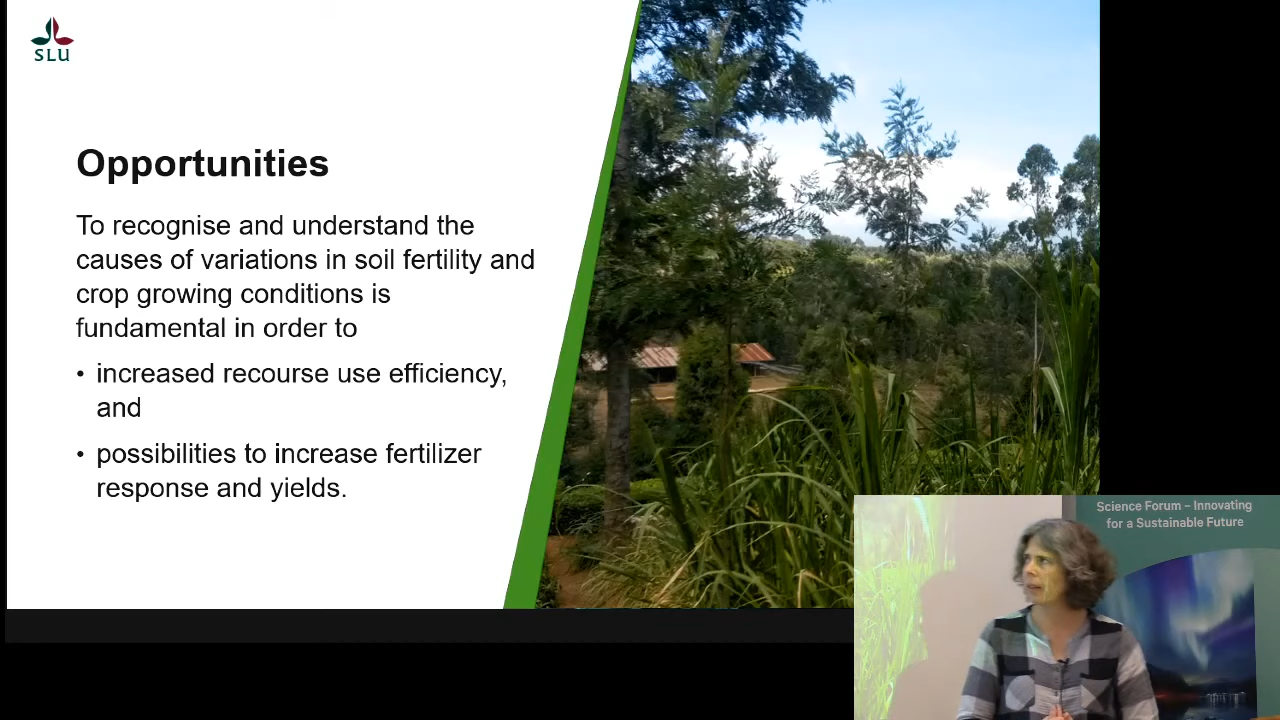 SLU
Opportunities
To recognise and understand the
causes of variations in soil fertility and
crop growing conditions is
fundamental in order to
• increased recourse use efficiency,
and
• possibilities to increase fertilizer
response and yields.
Science Forum – Innovating
for a Sustainable Future